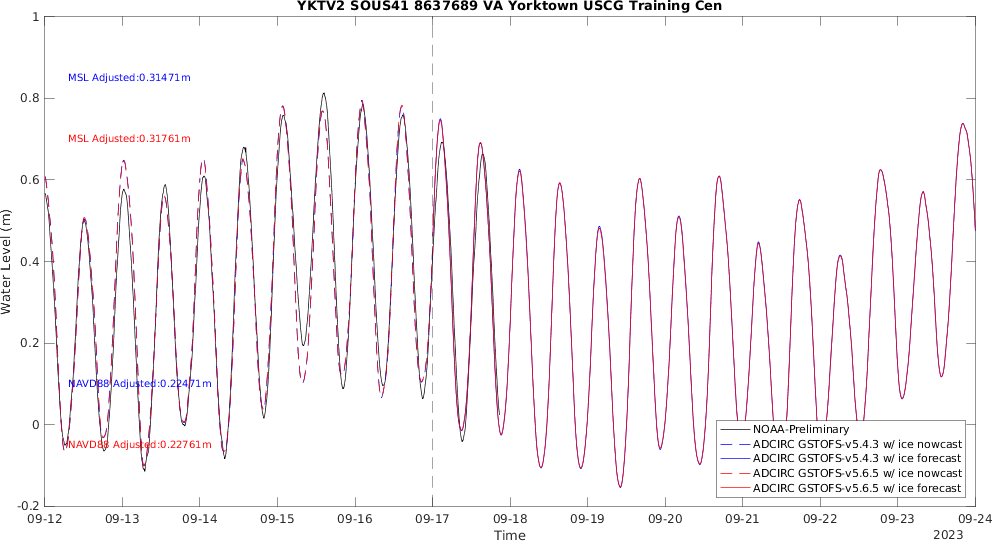 YKTV2 SOUS41 8637689 VA Yorktown USCG Training Cen
1
0.8
0.6
0.4
0.2
0
-0.2
Water Level (m)
MSL Adjusted:0.31471m
MSL Adjusted:0.31761m
NAVD88 Adjusted:0.22471m
NAVD88 Adjusted:0.22761m
NOAA-Preliminary
ADCIRC GSTOFS-v5.4.3 w/ ice nowcast
ADCIRC GSTOFS-v5.4.3 w/ ice forecast
ADCIRC GSTOFS-v5.6.5 w/ ice nowcast
ADCIRC GSTOFS-v5.6.5 w/ ice forecast
09-12 09-13 09-14 09-15 09-16 09-17 09-18 09-19 09-20 09-21 09-22 09-23 09-24
Time
2023